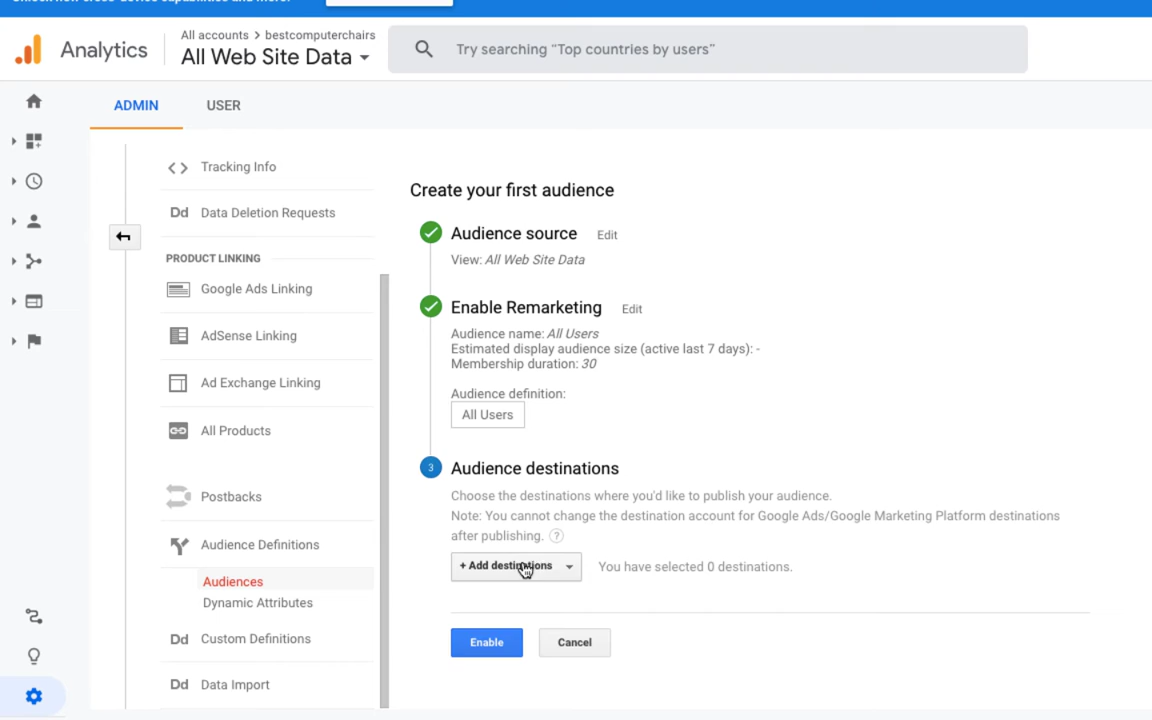 Analytics
All accounts > bestcomputerchairs
All Web Site Data
Try searching “Top countries by users”
ADMIN
USER
Tracking Info
Dd Data Deletion Requests
PRODUCT LINKING
Google Ads Linking
AdSense Linking
Ad Exchange Linking
All Products
Postbacks
Audience Definitions
Audiences
Dynamic Attributes
Dd Custom Definitions
Dd Data Import
Create your first audience
Audience source Edit
View: All Web Site Data
Enable Remarketing Edit
Audience name: All Users
Estimated display audience size (active last 7 days): -
Membership duration: 30
Audience definition:
All Users
3 Audience destinations
Choose the destinations where you'd like to publish your audience.
Note: You cannot change the destination account for Google Ads/Google Marketing Platform destinations
after publishing. ?
+ Add destinations You have selected 0 destinations.
Enable Cancel